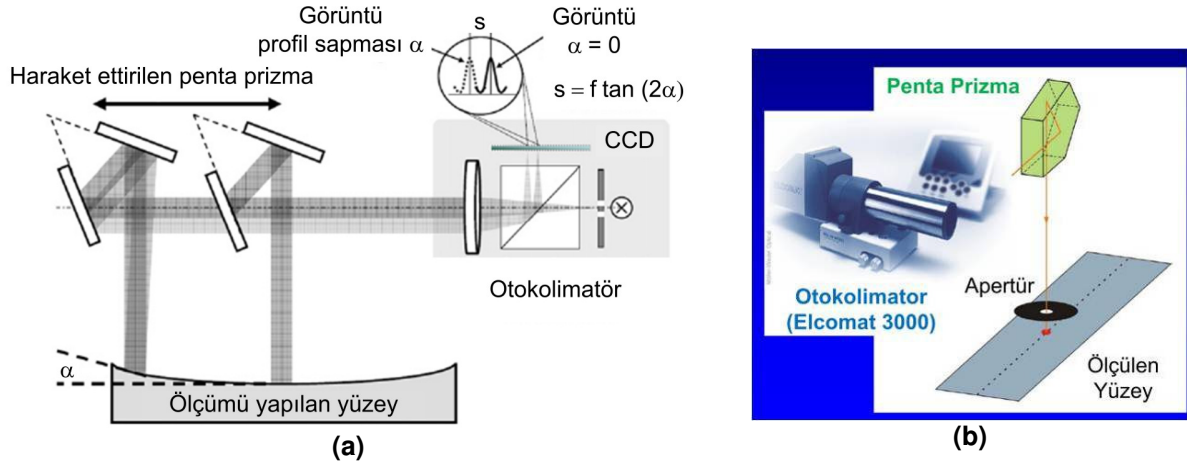 Görüntü
profil sapması α
s
Görüntü
α = 0
s = f tan (2α)
Haraket ettirilen penta prizma
CCD
Otokolimatör
α
Ölçümü yapılan yüzey
(a)
Penta Prizma
Otokolimator
(Elcomat 3000)
Apertür
Ölçülen
Yüzey
(b)